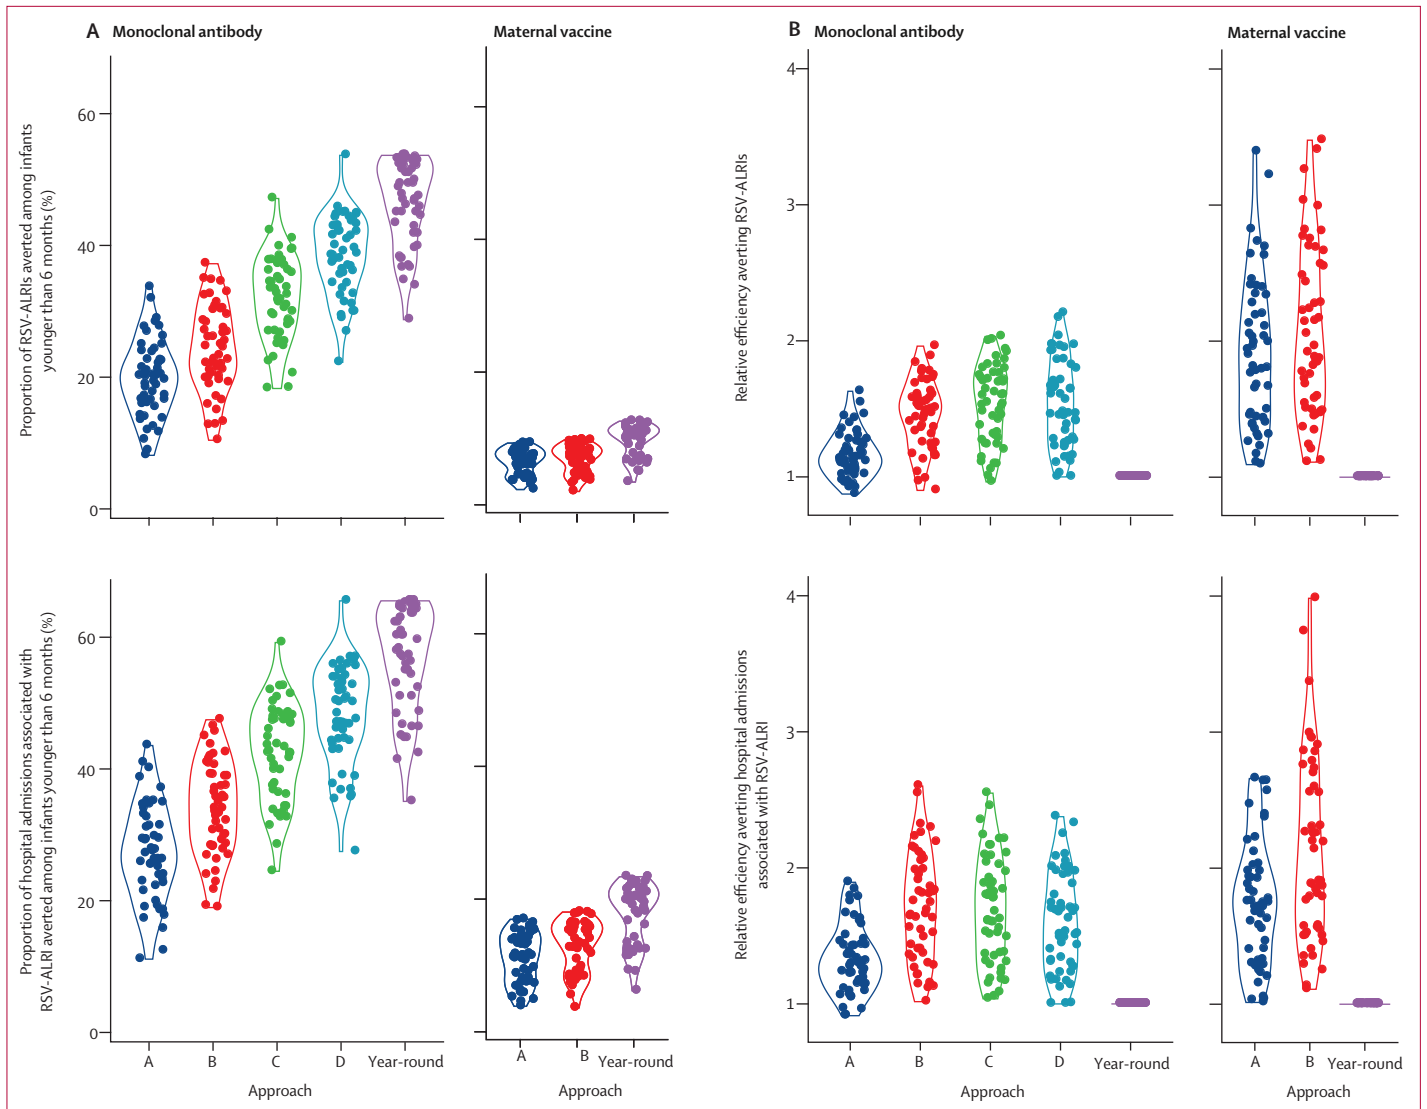 A Monoclonal antibody
Maternal vaccine
Proportion of RSV-ALRIs averted among infants
younger than 6 months (%)
60
40
20
0
B Monoclonal antibody
Maternal vaccine
Relative efficiency averting RSV-ALRIs
4
3
2
1
Proportion of hospital admissions associated with
RSV-ALRI averted among infants younger than 6 months (%)
60
40
20
0
A B C D Year-round
Approach
A B Year-round
Approach
Relative efficiency averting hospital admissions
associated with RSV-ALRI
4
3
2
1
A B C D Year-round
Approach
A B Year-round
Approach